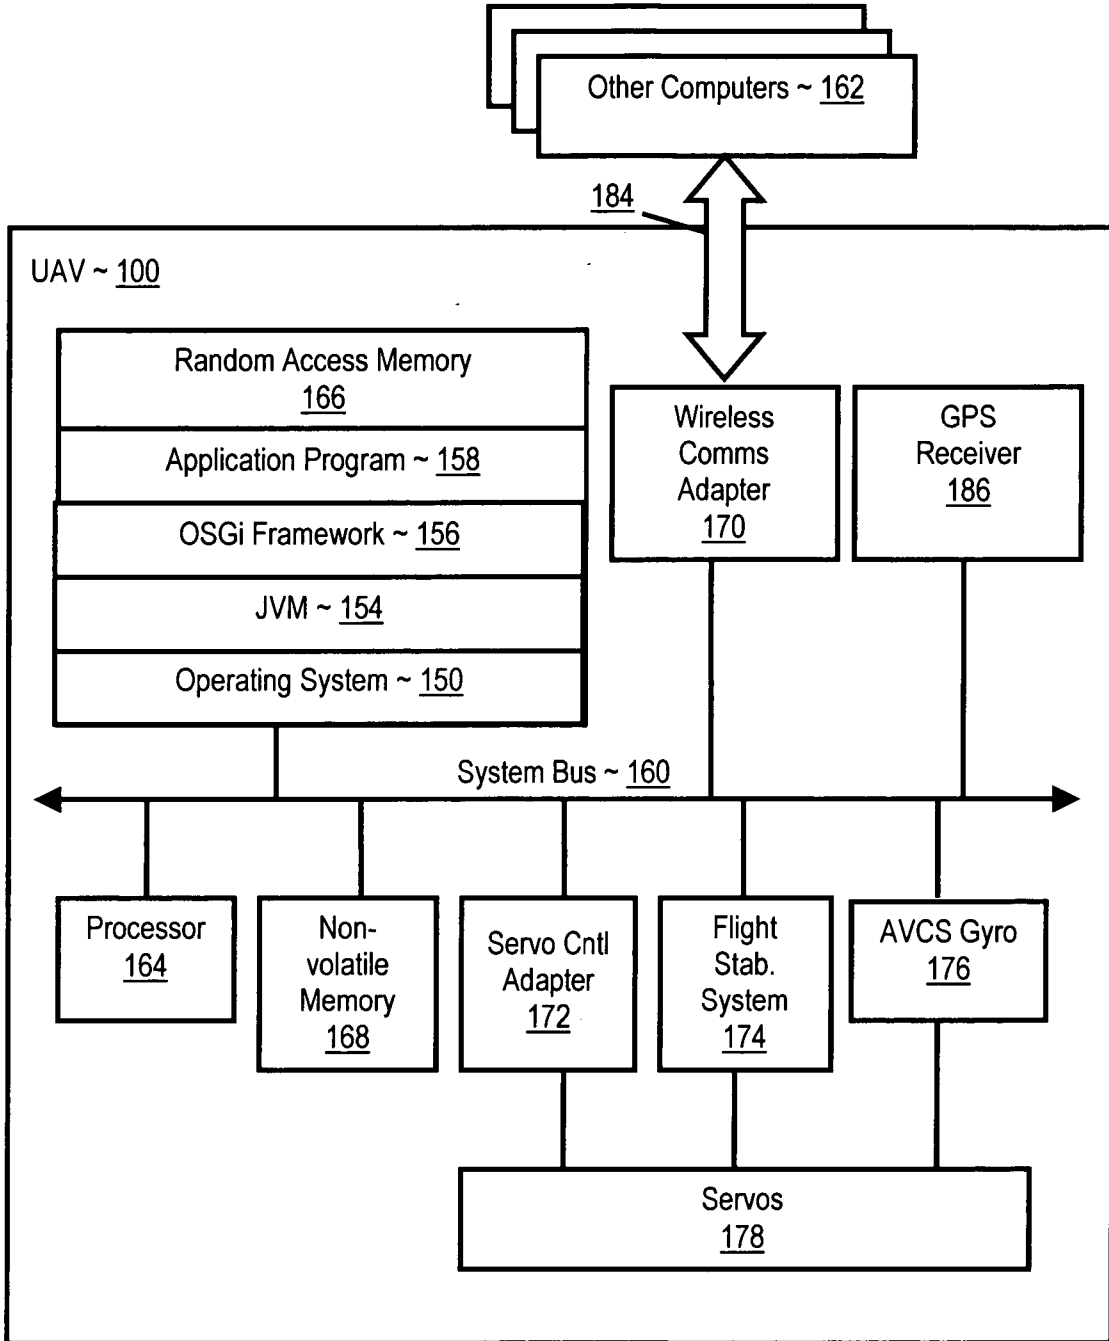 Other Computers ~ 162
184
UAV ~ 100
Random Access Memory
166
Application Program ~ 158
OSGi Framework ~ 156
JVM ~ 154
Operating System ~ 150
Wireless
Comms
Adapter
170
GPS
Receiver
186
System Bus ~ 160
Processor
164
Non-
volatile
Memory
168
Servo Cntl
Adapter
172
Flight
Stab.
System
174
AVCS Gyro
176
Servos
178